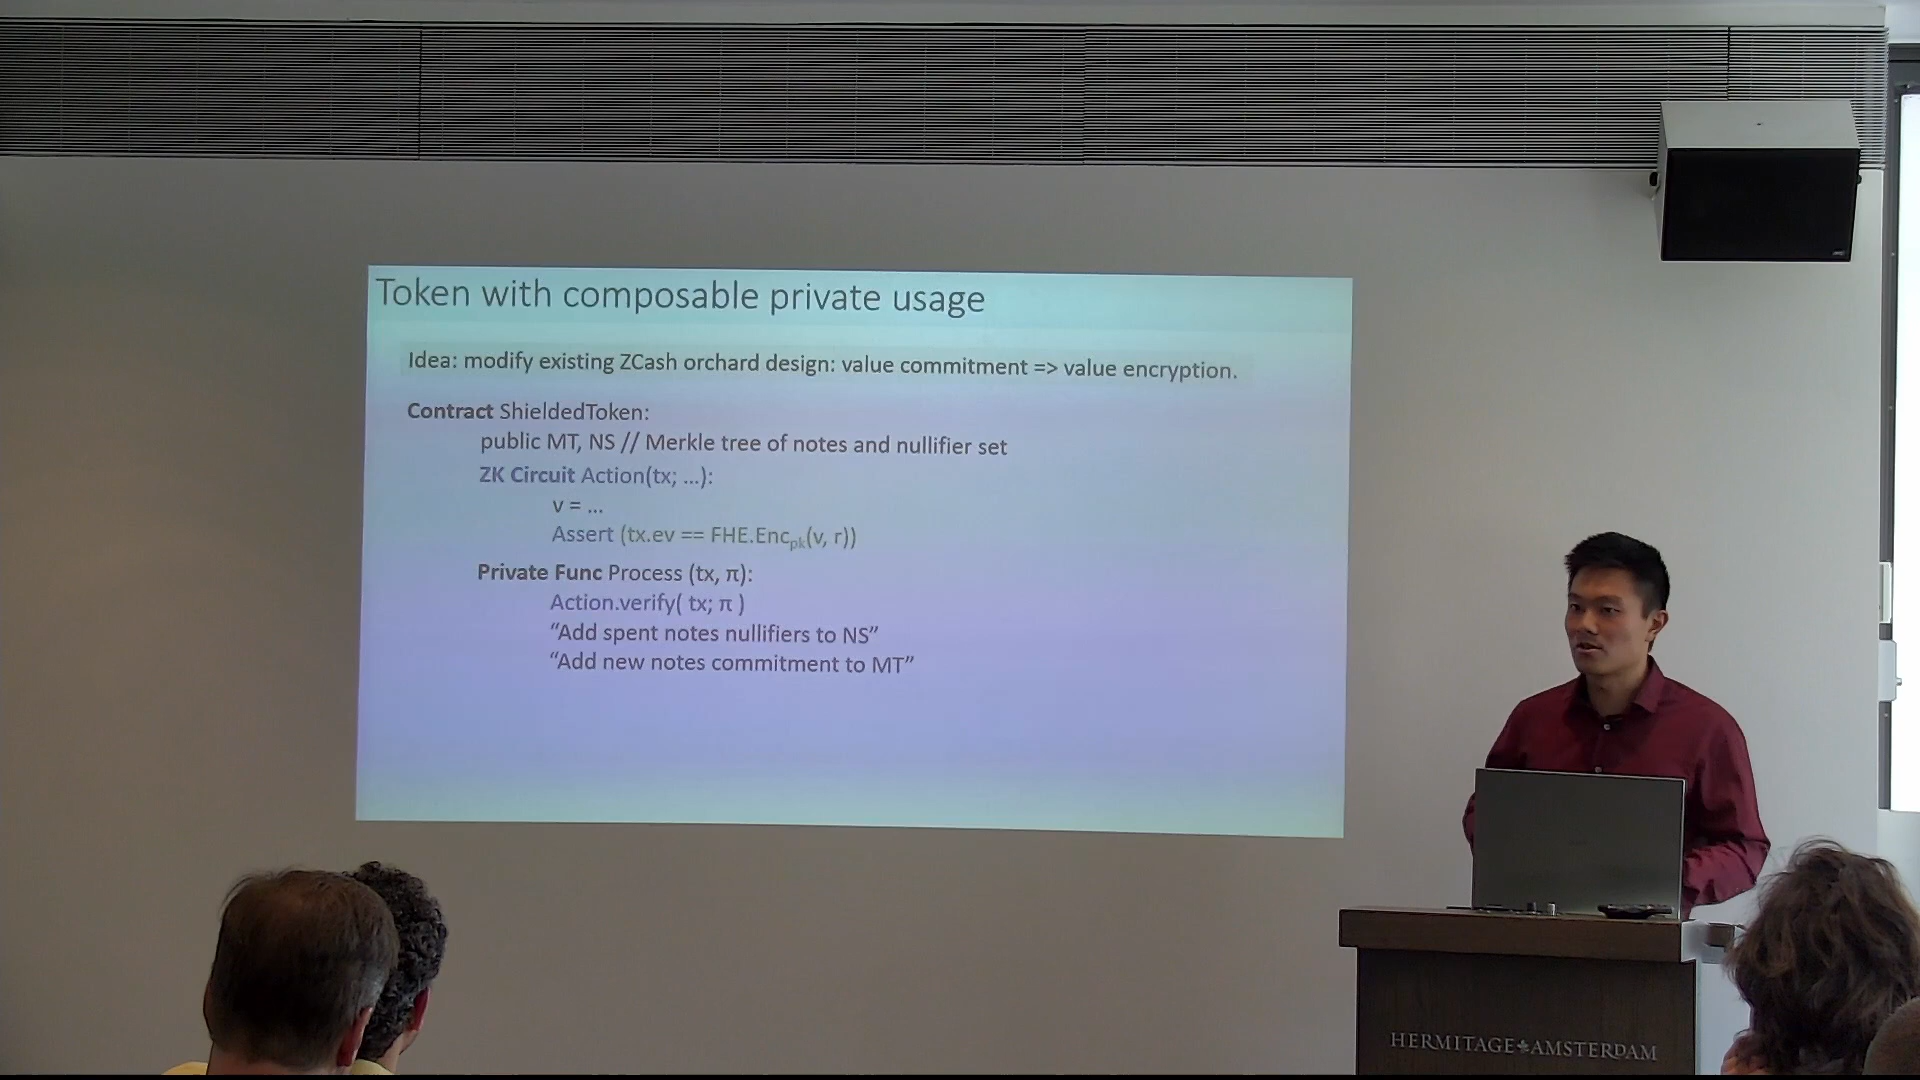 Token with composable private usage
Idea: modify existing ZCash orchard design: value commitment => value encryption.
Contract ShieldedToken:
public MT, NS // Merkle tree of notes and nullifier set
ZK Circuit Action(tx; ...):
v = ...
Assert (tx.ev == FHE.Encpk(v, r))
Private Func Process (tx, π):
Action.verify( tx; π )
“Add spent notes nullifiers to NS”
“Add new notes commitment to MT”
HERMITAGE AMSTERDAM